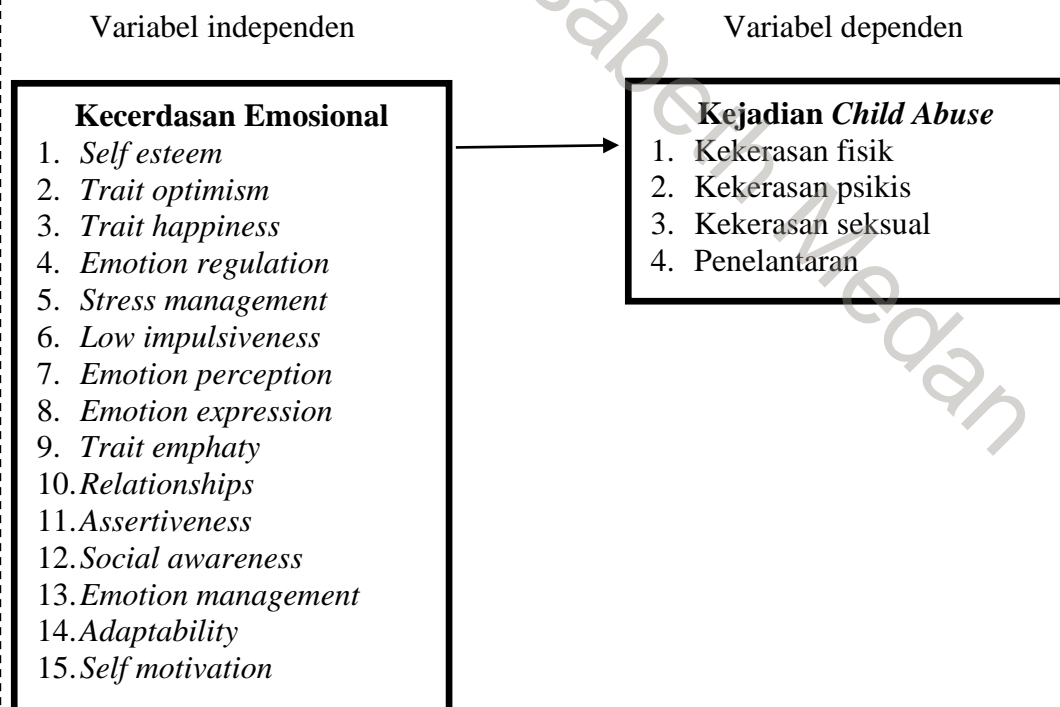 Variabel independen
Variabel dependen
Kecerdasan Emosional
1. Self esteem
2. Trait optimism
3. Trait happiness
4. Emotion regulation
5. Stress management
6. Low impulsiveness
7. Emotion perception
8. Emotion expression
9. Trait emphaty
10. Relationships
11. Assertiveness
12. Social awareness
13. Emotion management
14. Adaptability
15. Self motivation
Kejadian Child Abuse
1. Kekerasan fisik
2. Kekerasan psikis
3. Kekerasan seksual
4. Penelantaran
Medan